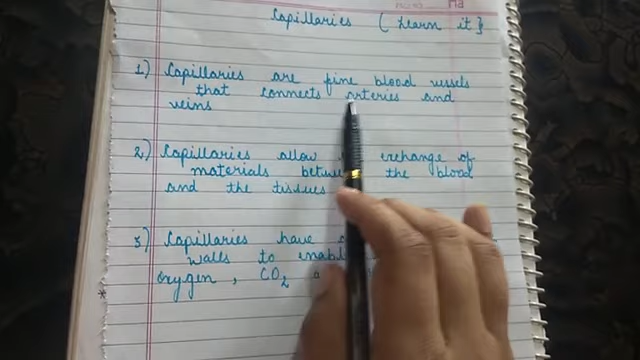 Capillaries ( Learn it }
1) Capillaries are fine blood vessels
that connects arteries and
veins
2) Capillaries allow exchange of
materials the blood
and the tissues
3) Capillaries have
walls to
oxygen , CO2
*